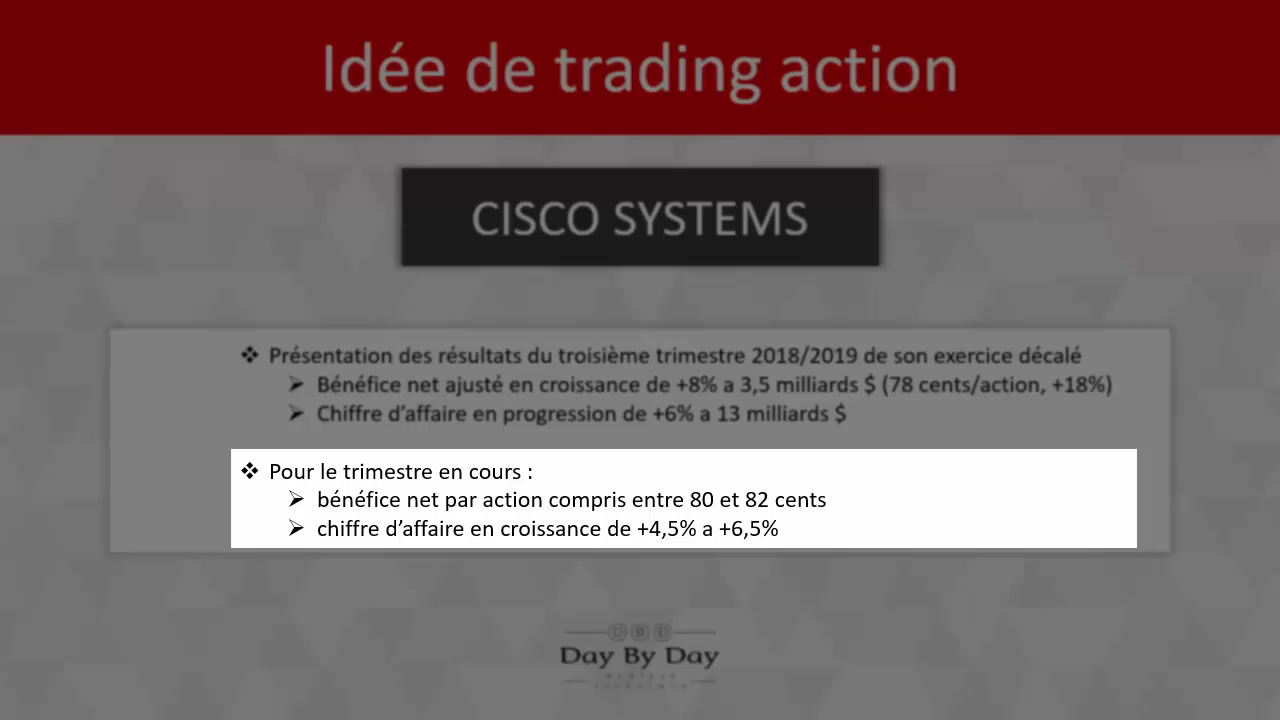 Idée de trading action
CISCO SYSTEMS
❖ Présentation des résultats du troisième trimestre 2018/2019 de son exercice décalé
➢ Bénéfice net ajusté en croissance de +8% a 3,5 milliards $ (78 cents/action, +18%)
➢ Chiffre d’affaire en progression de +6% a 13 milliards $
❖ Pour le trimestre en cours :
➢ bénéfice net par action compris entre 80 et 82 cents
➢ chiffre d’affaire en croissance de +4,5% a +6,5%
DBD
Day By Day